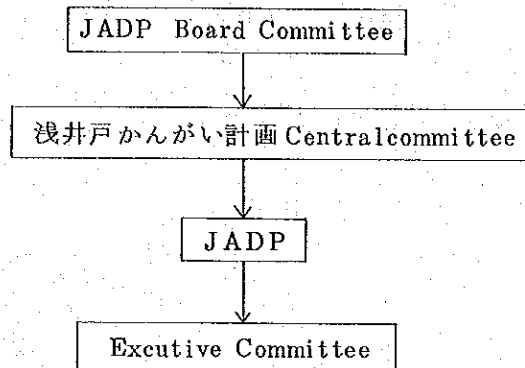 JADP Board Committee
浅井戸かんがい計画 Centralcommittee
JADP
Excutive Committee